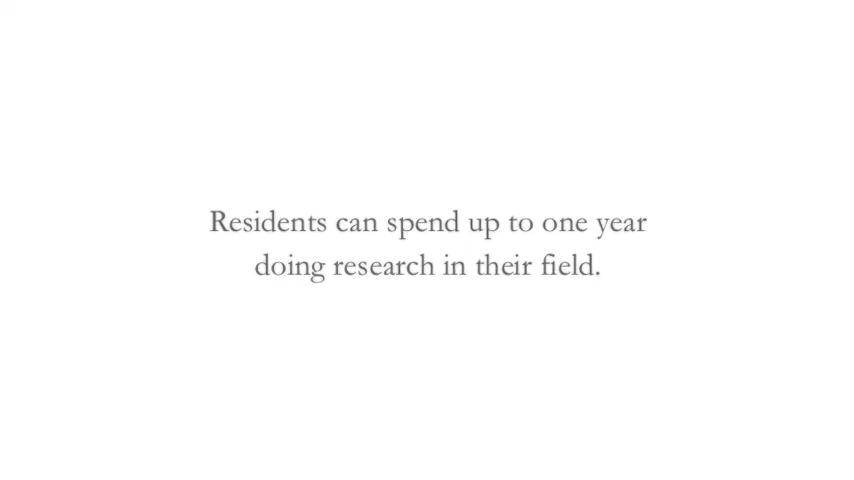 Residents can spend up to one year
doing research in their field.